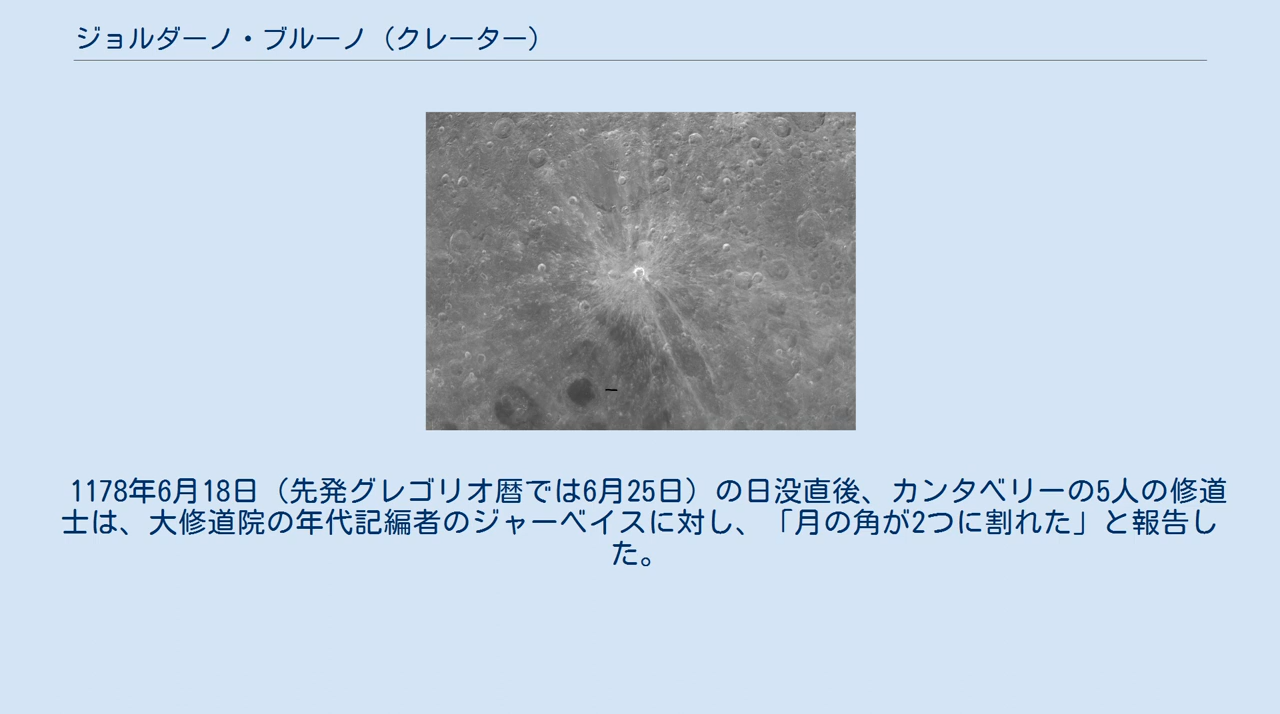 ジョルダーノ・ブルーノ（クレーター）
1178年6月18日（先発グレゴリオ暦では6月25日）の日没直後、カンタベリーの5人の修道
士は、大修道院の年代記編者のジャーベイスに対し、「月の角が2つに割れた」と報告し
た。